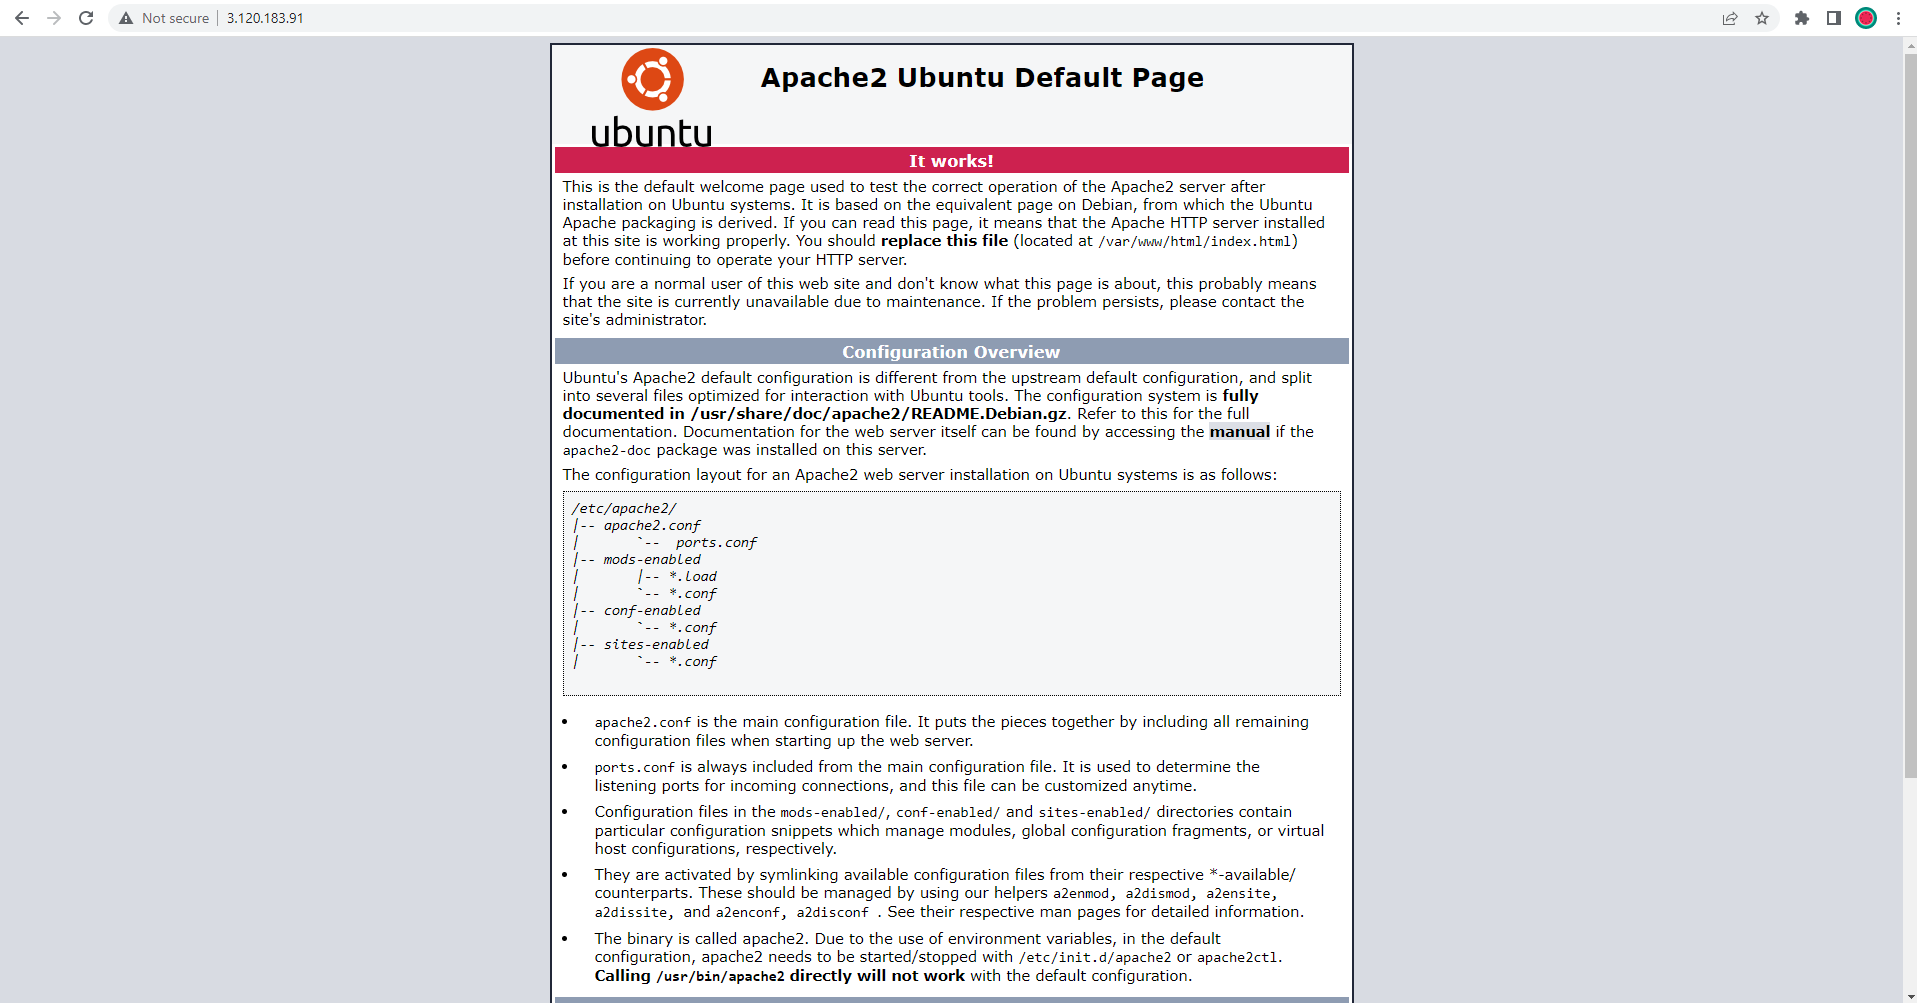 Not secure
3.120.183.91
ubuntu
Apache2 Ubuntu Default Page
It works!
This is the default welcome page used to test the correct operation of the Apache2 server after
installation on Ubuntu systems. It is based on the equivalent page on Debian, from which the Ubuntu
Apache packaging is derived. If you can read this page, it means that the Apache HTTP server installed
at this site is working properly. You should replace this file (located at /var/www/html/index.html)
before continuing to operate your HTTP server.
If you are a normal user of this web site and don't know what this page is about, this probably means
that the site is currently unavailable due to maintenance. If the problem persists, please contact the
site's administrator.
Configuration Overview
Ubuntu's Apache2 default configuration is different from the upstream default configuration, and split
into several files optimized for interaction with Ubuntu tools. The configuration system is fully
documented in /usr/share/doc/apache2/README.Debian.gz. Refer to this for the full
documentation. Documentation for the web server itself can be found by accessing the manual if the
apache2-doc package was installed on this server.
The configuration layout for an Apache2 web server installation on Ubuntu systems is as follows:
/etc/apache2/
|-- apache2.conf
|       `--  ports.conf
|-- mods-enabled
|       |-- *.load
|       `-- *.conf
|-- conf-enabled
|       `-- *.conf
|-- sites-enabled
|       `-- *.conf
• apache2.conf is the main configuration file. It puts the pieces together by including all remaining
configuration files when starting up the web server.
• ports.conf is always included from the main configuration file. It is used to determine the
listening ports for incoming connections, and this file can be customized anytime.
• Configuration files in the mods-enabled/, conf-enabled/ and sites-enabled/ directories contain
particular configuration snippets which manage modules, global configuration fragments, or virtual
host configurations, respectively.
• They are activated by symlinking available configuration files from their respective *-available/
counterparts. These should be managed by using our helpers a2enmod, a2dismod, a2ensite,
a2dissite, and a2enconf, a2disconf . See their respective man pages for detailed information.
• The binary is called apache2. Due to the use of environment variables, in the default
configuration, apache2 needs to be started/stopped with /etc/init.d/apache2 or apache2ctl.
Calling /usr/bin/apache2 directly will not work with the default configuration.